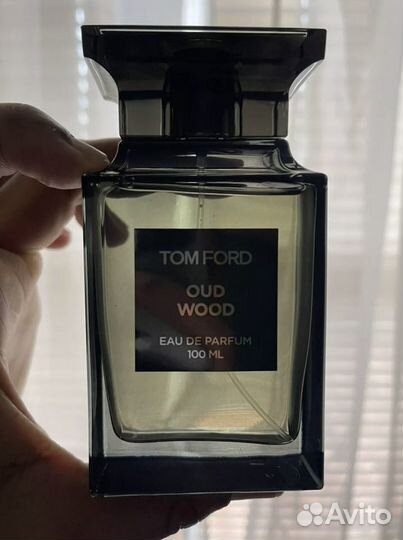 TOM FORD
OUD
WOOD
EAU DE PARFUM
100 ML
Avito